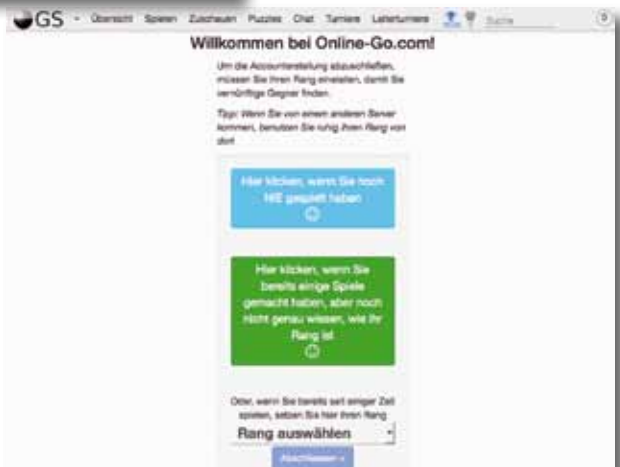 GS Übersicht Spielen Zuschauen Puzzles Chat Turniere Leiterturniere Suche
Willkommen bei Online-Go.com!
Um die Accounterstellung abzuschließen,
müssen Sie Ihren Rang einstellen, damit Sie
vernünftige Gegner finden.
Tipp: Wenn Sie von einem anderen Server
kommen, benutzen Sie ruhig ihren Rang von
dort
Hier klicken, wenn Sie noch
NIE gespielt haben
Hier klicken, wenn Sie
bereits einige Spiele
gemacht haben, aber noch
nicht genau wissen, wie Ihr
Rang ist
Oder, wenn Sie bereits seit einiger Zeit
spielen, setzen Sie hier Ihren Rang
Rang auswählen
Abschliessen »